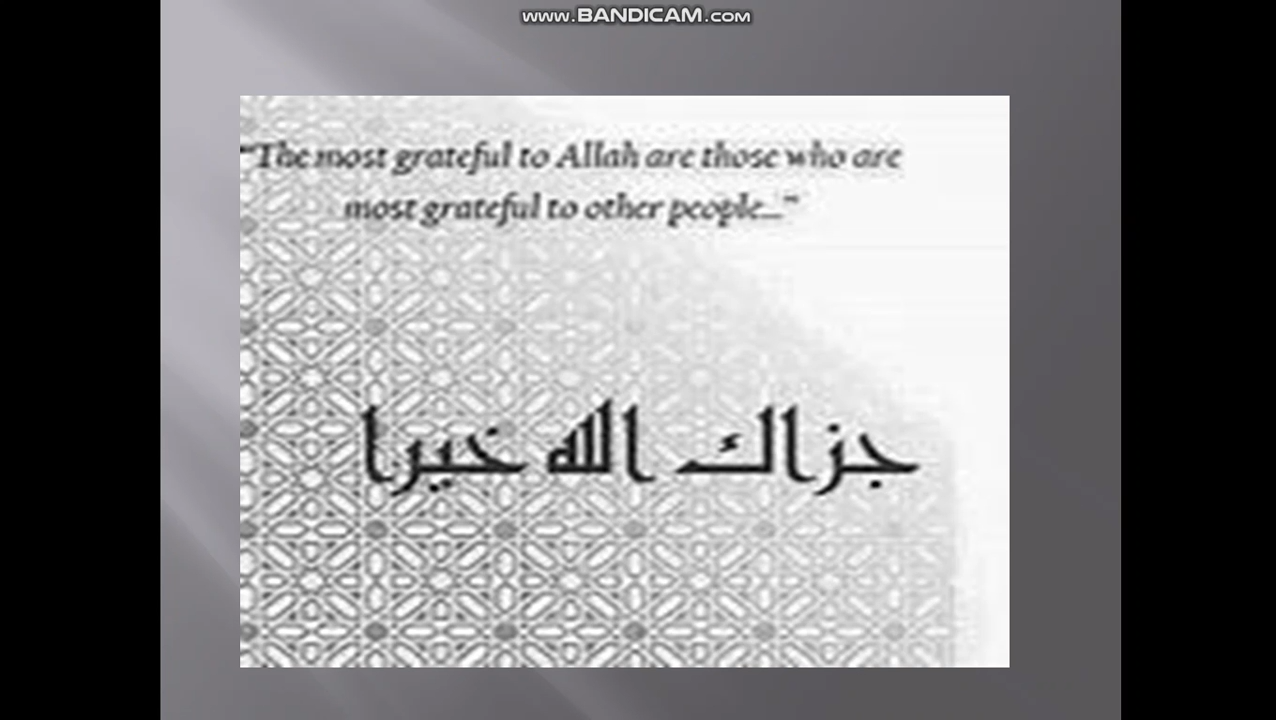 www.BANDICAM.com
"The most grateful to Allah are those who are
most grateful to other people..."
جزاك الله خيرا